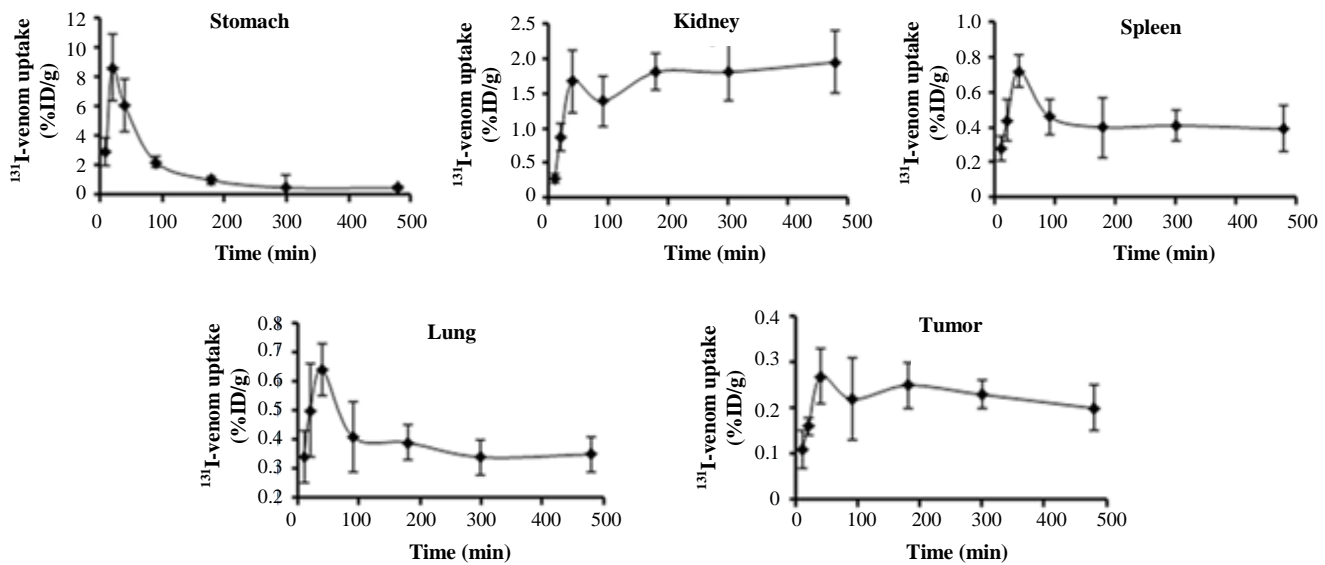 Stomach
¹³¹I-venom uptake
(%ID/g)
12
10
8
6
4
2
0
0 100 200 300 400 500
Time (min)
Kidney
¹³¹I-venom uptake
(%ID/g)
2.5
2.0
1.5
1.0
0.5
0
0 100 200 300 400 500
Time (min)
Spleen
¹³¹I-venom uptake
(%ID/g)
1.0
0.8
0.6
0.4
0.2
0
0 100 200 300 400 500
Time (min)
Lung
¹³¹I-venom uptake
(%ID/g)
0.8
0.7
0.6
0.5
0.4
0.3
0.2
0 100 200 300 400 500
Time (min)
Tumor
¹³¹I-venom uptake
(%ID/g)
0.4
0.3
0.2
0.1
0
0 100 200 300 400 500
Time (min)